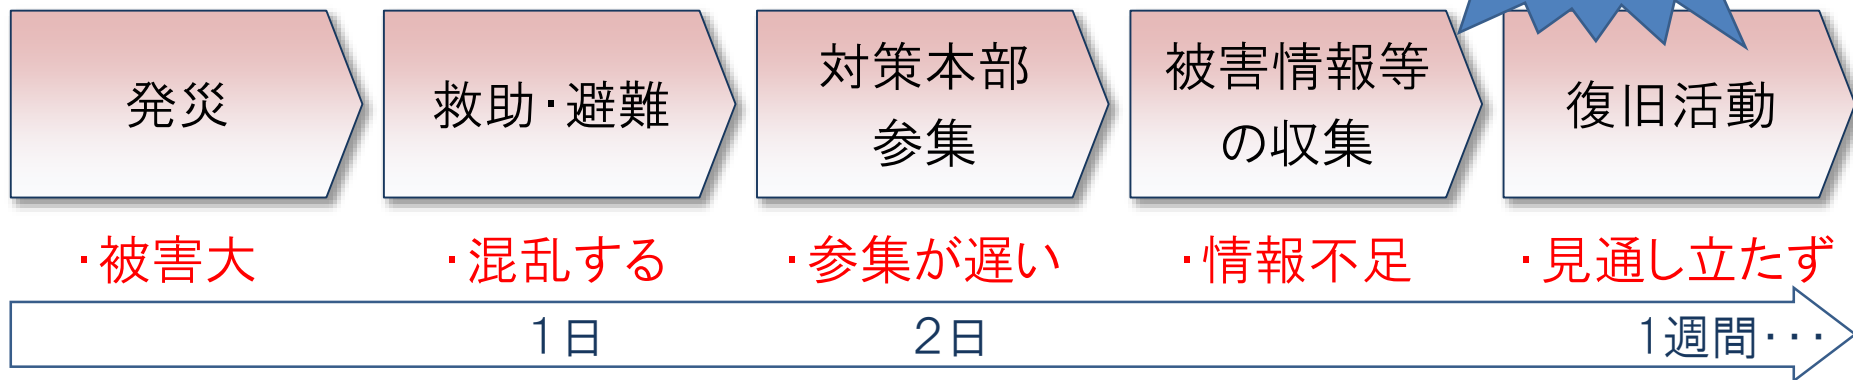 発災
救助・避難
対策本部
参集
被害情報等
の収集
復旧活動
・被害大
・混乱する
・参集が遅い
・情報不足
・見通し立たず
1日
2日
1週間・・・